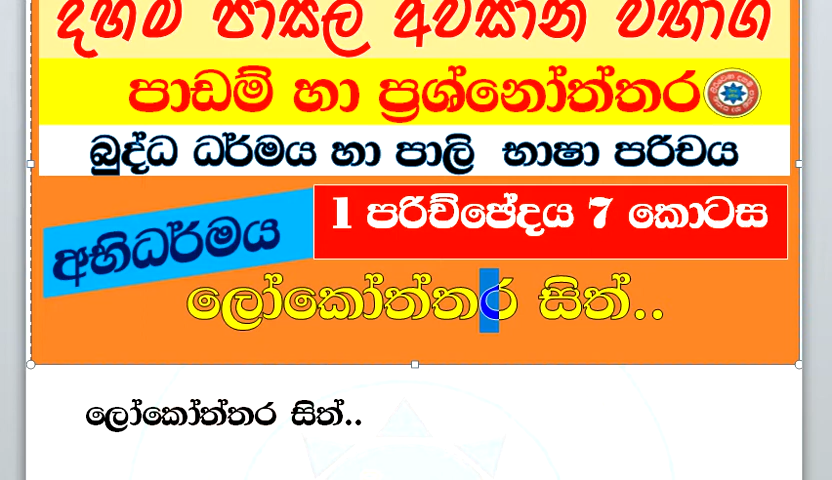 දහම් පාසල් අවසාන විභාග
පාඩම් හා ප්‍රශ්නෝත්තර
බුද්ධ ධර්මය හා පාලි භාෂා පරිචය
1 පරිච්ඡේදය 7 කොටස
අභිධර්මය
ලෝකෝත්තර සිත්..
ලෝකෝත්තර සිත්..